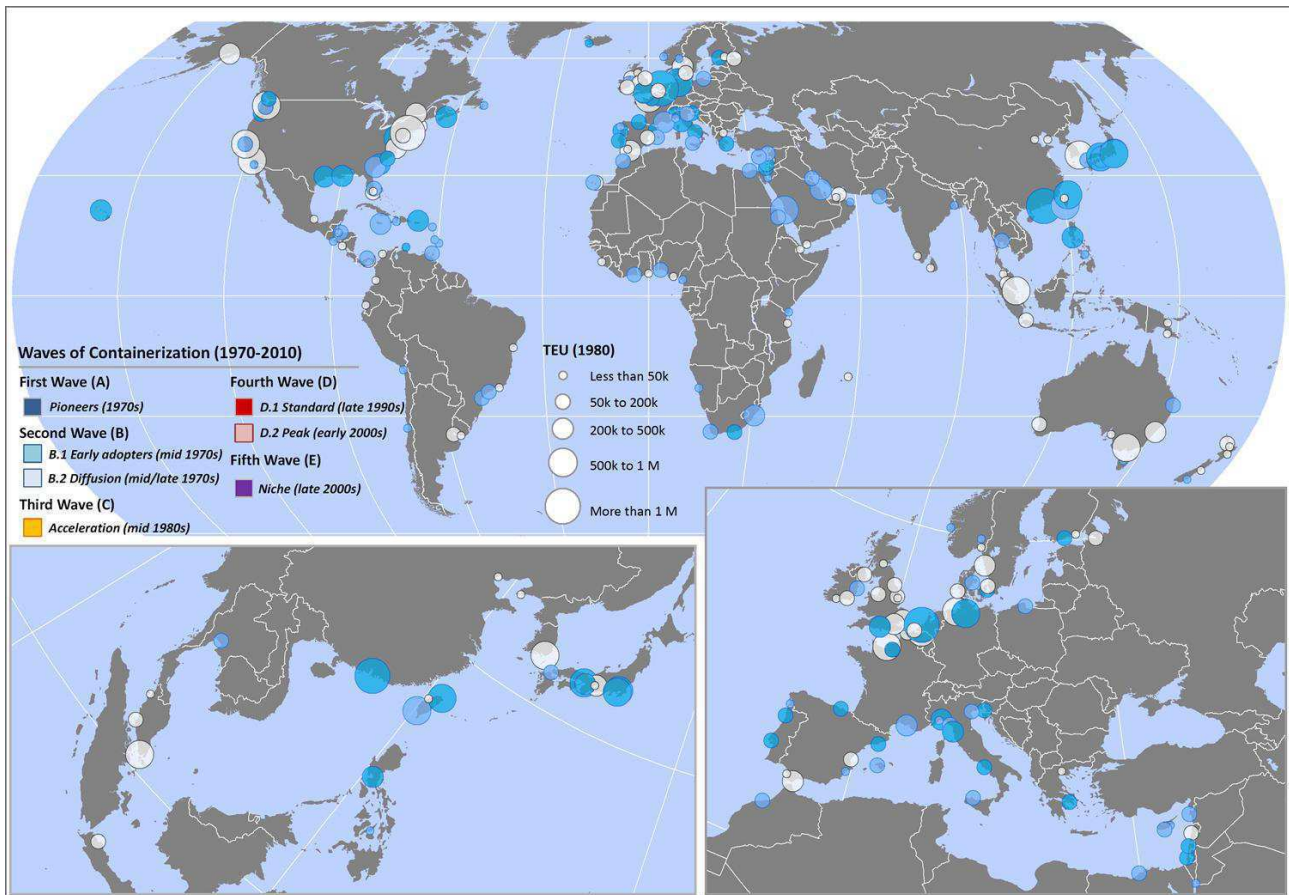 Waves of Containerization (1970-2010)
First Wave (A)
Pioneers (1970s)
Second Wave (B)
B.1 Early adopters (mid 1970s)
B.2 Diffusion (mid/late 1970s)
Third Wave (C)
Acceleration (mid 1980s)
Fourth Wave (D)
D.1 Standard (late 1990s)
D.2 Peak (early 2000s)
Fifth Wave (E)
Niche (late 2000s)
TEU (1980)
Less than 50k
50k to 200k
200k to 500k
500k to 1 M
More than 1 M